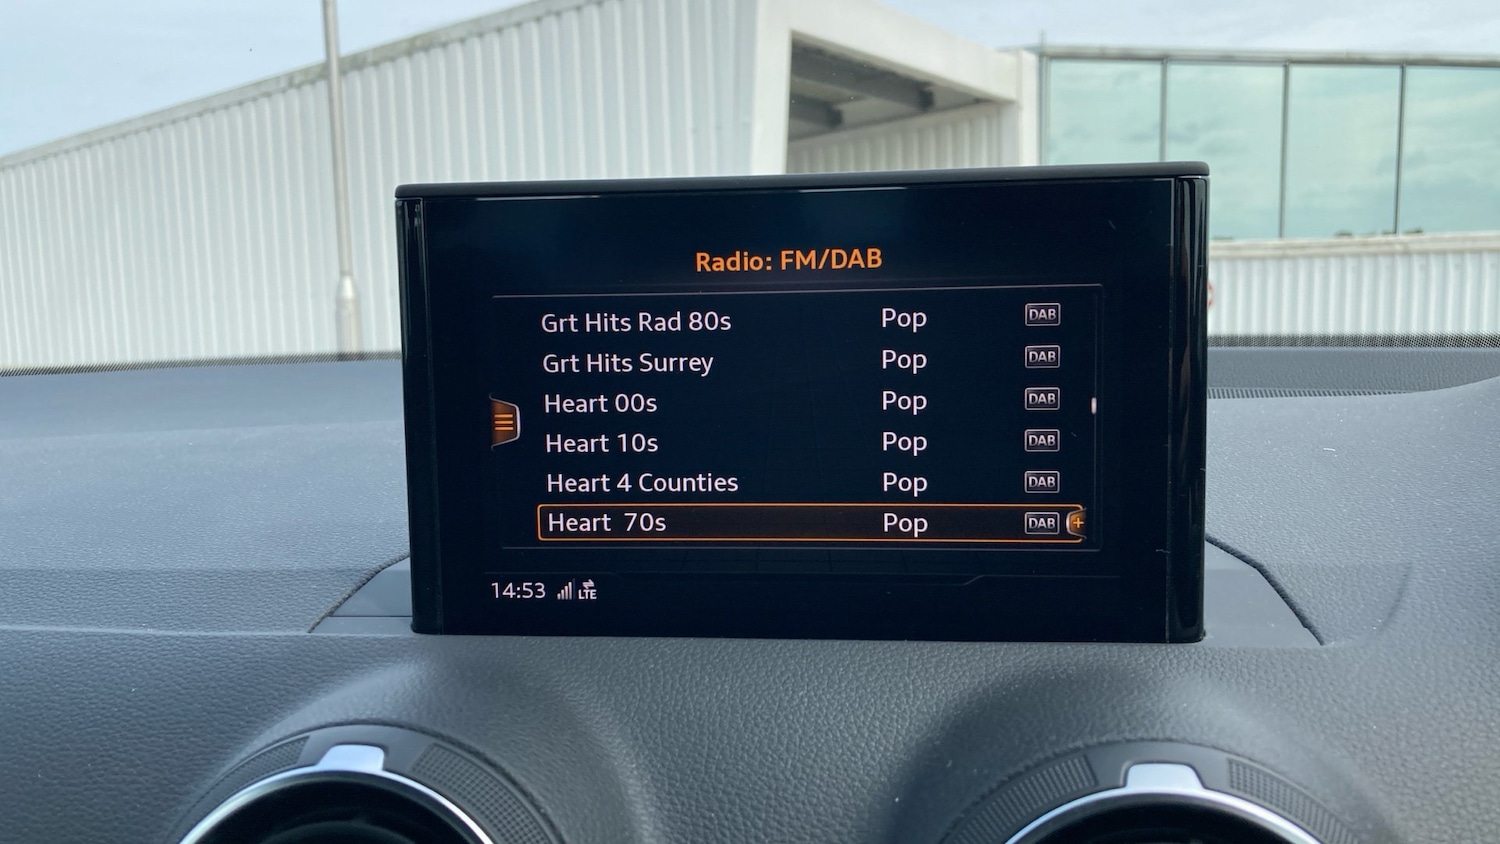 Radio: FM/DAB
Grt Hits Rad 80s Pop DAB
Grt Hits Surrey Pop DAB
Heart 00s Pop DAB
Heart 10s Pop DAB
Heart 4 Counties Pop DAB
Heart  70s Pop DAB +
14:53 LTE